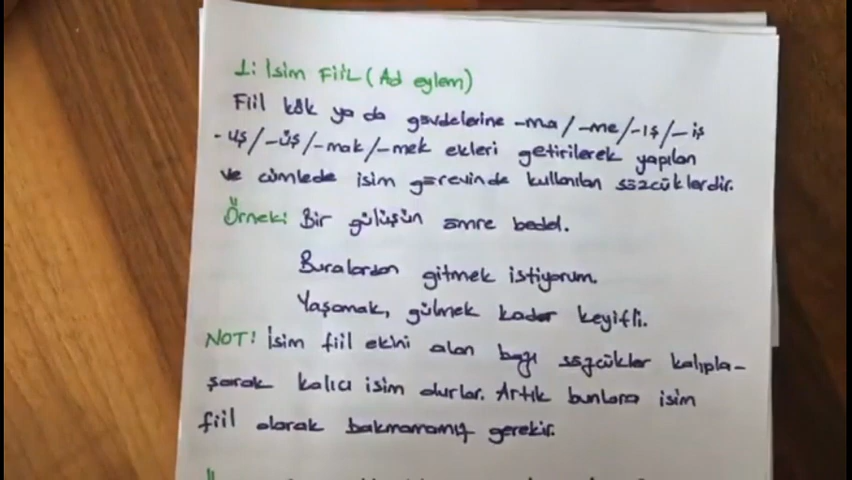 1: İsim FİİL (Ad eylem)
Fiil kök ya da gövdelerine -ma/-me/-ış/-iş
-uş/-üş/-mak/-mek ekleri getirilerek yapılan
ve cümlede isim görevinde kullanılan sözcüklerdir.
Örnek: Bir gülüşün ömre bedel.
Buralardan gitmek istiyorum.
Yaşamak, gülmek kadar keyifli.
NOT! İsim fiil ekini alan bazı sözcükler kalıpla-
şarak kalıcı isim olurlar. Artık bunlara isim
fiil olarak bakmamamız gerekir.